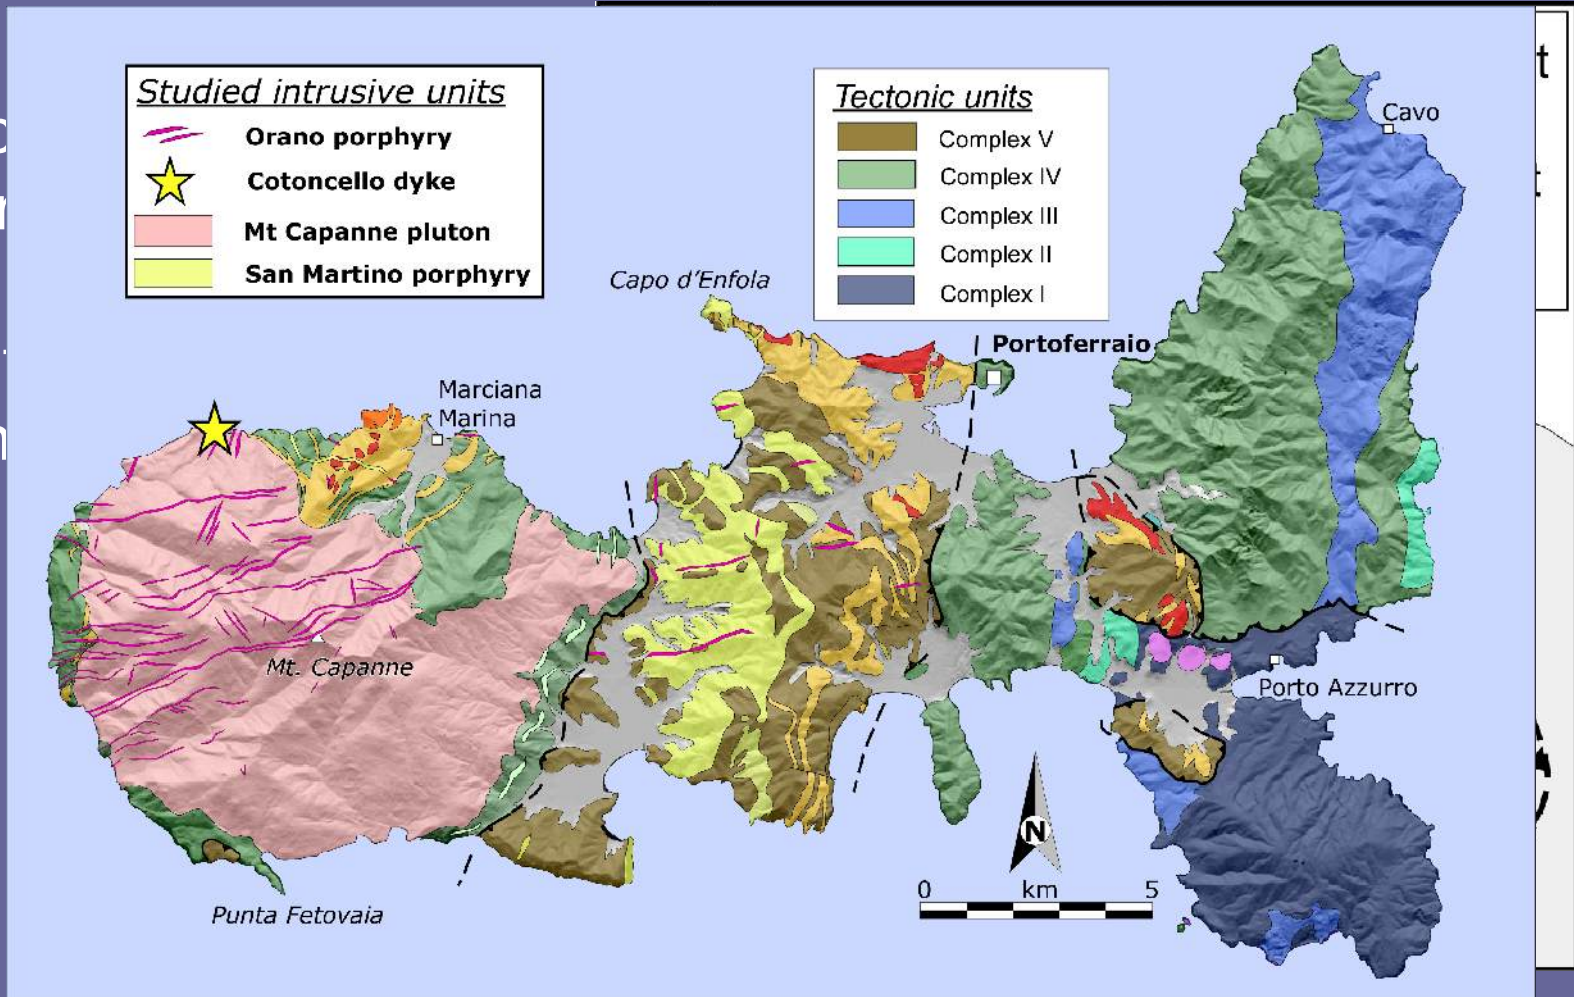 Studied intrusive units
Orano porphyry
Cotoncello dyke
Mt Capanne pluton
San Martino porphyry
Tectonic units
Complex V
Complex IV
Complex III
Complex II
Complex I
Cavo
Capo d'Enfola
Portoferraio
Marciana
Marina
Mt. Capanne
Porto Azzurro
Punta Fetovaia
N
0 km 5